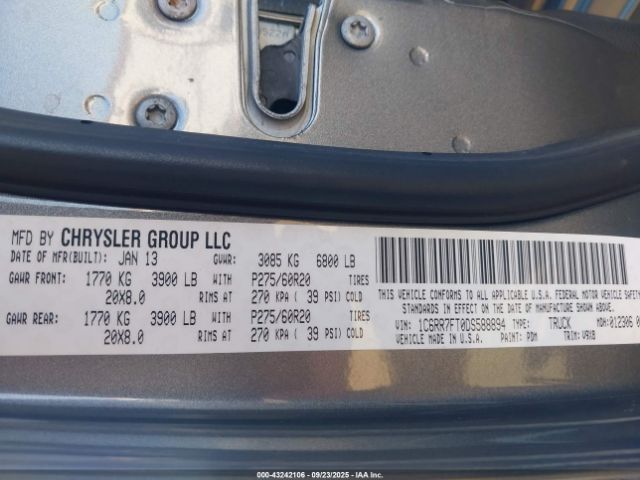 MFD BY CHRYSLER GROUP LLC
DATE OF MFR(BUILT): JAN 13 GVWR: 3085 KG 6800 LB
GAWR FRONT: 1770 KG 3900 LB WITH P275/60R20 TIRES
20X8.0 RIMS AT 270 KPA ( 39 PSI) COLD
GAWR REAR: 1770 KG 3900 LB WITH P275/60R20 TIRES
20X8.0 RIMS AT 270 KPA ( 39 PSI) COLD
THIS VEHICLE CONFORMS TO ALL APPLICABLE U.S.A. FEDERAL MOTOR VEHICLE
STANDARDS IN EFFECT ON THE DATE OF MANUFACTURE SHOWN ABOVE.
VIN: 1C6RR7FT0DS588894 TYPE: TRUCK MDH:012306
VEHICLE MADE IN U.S.A. PAINT: PDM TRIM: V9X8
000-43242106 - 09/23/2025 - IAA Inc.